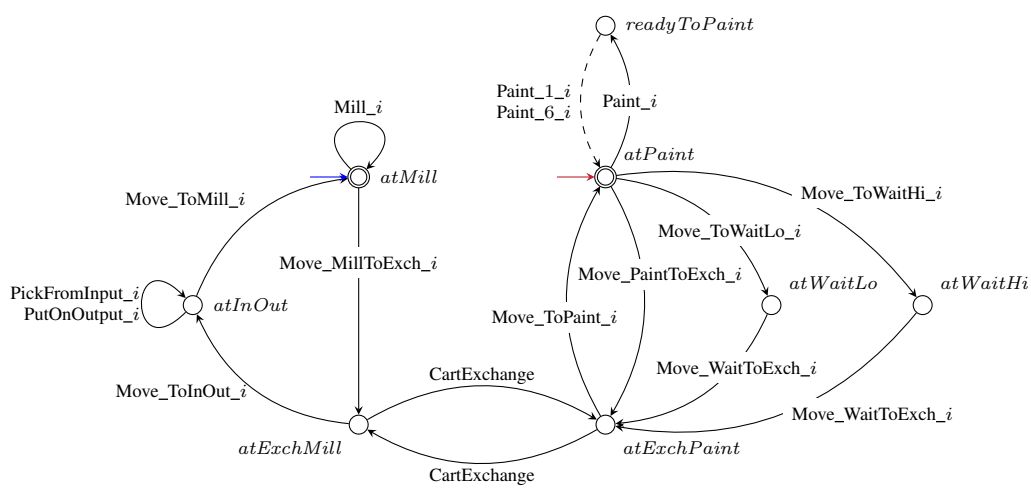 readyToPaint
Paint_1_i
Paint_6_i
Paint_i
Mill_i
atPaint
atMill
Move_ToWaitHi_i
Move_ToMill_i
Move_ToWaitLo_i
Move_MillToExch_i
Move_PaintToExch_i
PickFromInput_i
PutOnOutput_i
atInOut
atWaitLo
atWaitHi
Move_ToPaint_i
Move_WaitToExch_i
CartExchange
Move_ToInOut_i
Move_WaitToExch_i
atExchMill
atExchPaint
CartExchange